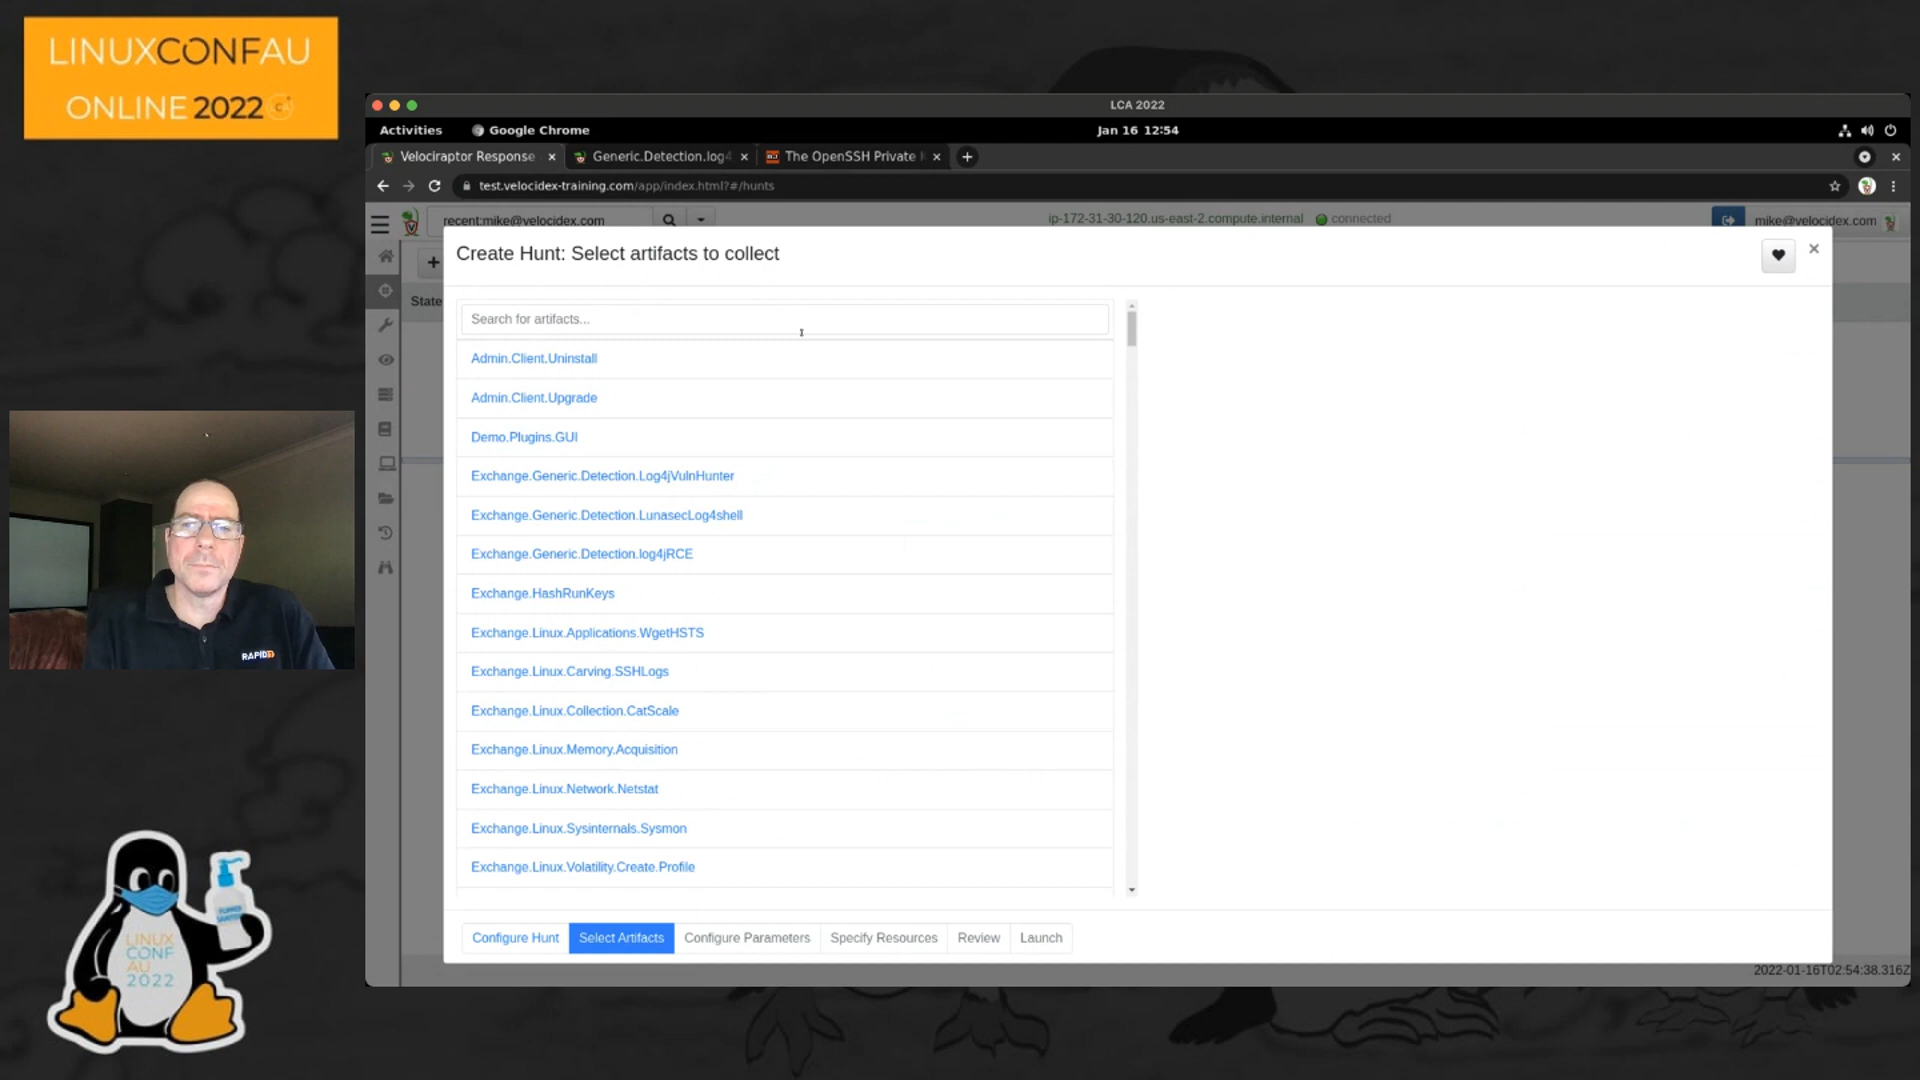 LINUXCONFAU
ONLINE 2022
LCA 2022
Activities
Google Chrome
Jan 16 12:54
Velociraptor Response
Generic.Detection.log4
The OpenSSH Private
test.velocidex-training.com/app/index.html?#/hunts
recent:mike@velocidex.com
ip-172-31-30-120.us-east-2.compute.internal
connected
mike@velocidex.com
State
Create Hunt: Select artifacts to collect
Search for artifacts...
Admin.Client.Uninstall
Admin.Client.Upgrade
Demo.Plugins.GUI
Exchange.Generic.Detection.Log4jVulnHunter
Exchange.Generic.Detection.LunasecLog4shell
Exchange.Generic.Detection.log4jRCE
Exchange.HashRunKeys
Exchange.Linux.Applications.WgetHSTS
Exchange.Linux.Carving.SSHLogs
Exchange.Linux.Collection.CatScale
Exchange.Linux.Memory.Acquisition
Exchange.Linux.Network.Netstat
Exchange.Linux.Sysinternals.Sysmon
Exchange.Linux.Volatility.Create.Profile
Configure Hunt
Select Artifacts
Configure Parameters
Specify Resources
Review
Launch
2022-01-16T02:54:38.316Z
RAPID7
LINUX
CONF
AU
2022